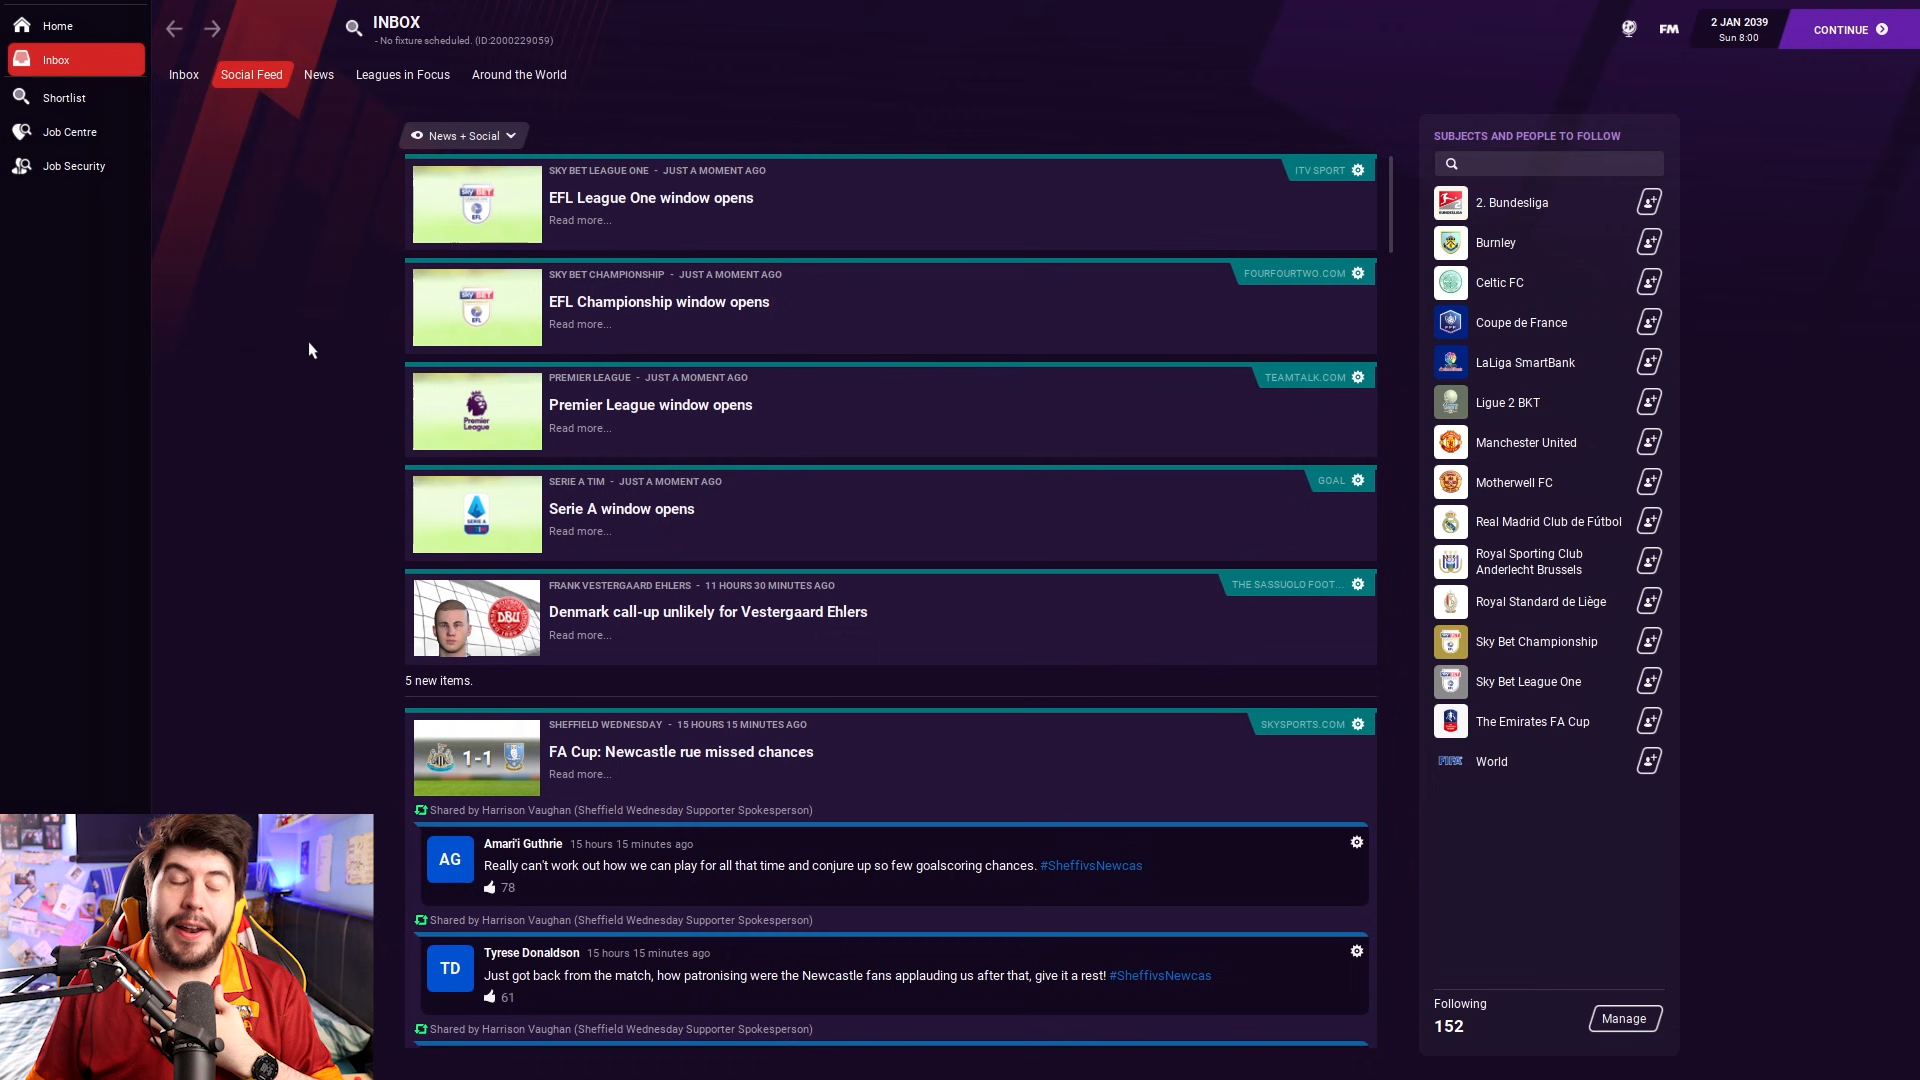 Home
Inbox
Shortlist
Job Centre
Job Security
INBOX
- No fixture scheduled. (ID:2000229059)
FM
2 JAN 2039
Sun 8:00
CONTINUE
Inbox
Social Feed
News
Leagues in Focus
Around the World
News + Social
SKY BET LEAGUE ONE - JUST A MOMENT AGO
ITV SPORT
EFL League One window opens
Read more...
sky BET
EFL
SKY BET CHAMPIONSHIP - JUST A MOMENT AGO
FOURFOURTWO.COM
EFL Championship window opens
Read more...
sky BET
EFL
PREMIER LEAGUE - JUST A MOMENT AGO
TEAMTALK.COM
Premier League window opens
Read more...
Premier
League
SERIE A TIM - JUST A MOMENT AGO
GOAL
Serie A window opens
Read more...
SERIE A
TIM
FRANK VESTERGAARD EHLERS - 11 HOURS 30 MINUTES AGO
THE SASSUOLO FOOT...
Denmark call-up unlikely for Vestergaard Ehlers
Read more...
DBU
5 new items.
SHEFFIELD WEDNESDAY - 15 HOURS 15 MINUTES AGO
SKYSPORTS.COM
FA Cup: Newcastle rue missed chances
Read more...
1-1
Shared by Harrison Vaughan (Sheffield Wednesday Supporter Spokesperson)
AG
Amari'i Guthrie 15 hours 15 minutes ago
Really can't work out how we can play for all that time and conjure up so few goalscoring chances. #SheffivsNewcas
78
Shared by Harrison Vaughan (Sheffield Wednesday Supporter Spokesperson)
TD
Tyrese Donaldson 15 hours 15 minutes ago
Just got back from the match, how patronising were the Newcastle fans applauding us after that, give it a rest! #SheffivsNewcas
61
Shared by Harrison Vaughan (Sheffield Wednesday Supporter Spokesperson)
SUBJECTS AND PEOPLE TO FOLLOW
2. Bundesliga
Burnley
Celtic FC
Coupe de France
LaLiga SmartBank
Ligue 2 BKT
Manchester United
Motherwell FC
Real Madrid Club de Fútbol
Royal Sporting Club
Anderlecht Brussels
Royal Standard de Liège
Sky Bet Championship
Sky Bet League One
The Emirates FA Cup
FIFA
World
Following
152
Manage